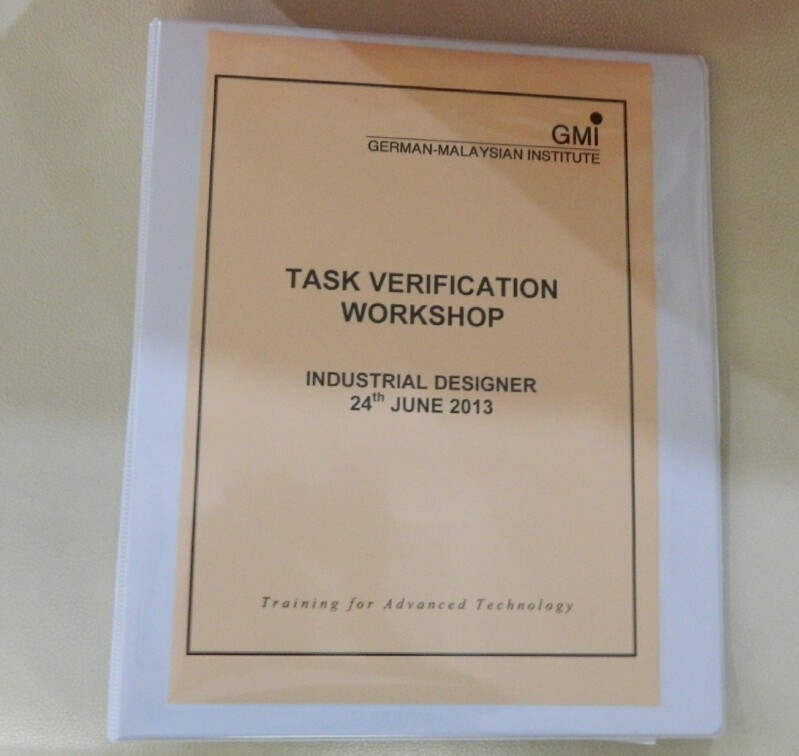 GMi
GERMAN-MALAYSIAN INSTITUTE
TASK VERIFICATION
WORKSHOP
INDUSTRIAL DESIGNER
24th JUNE 2013
Training for Advanced Technology